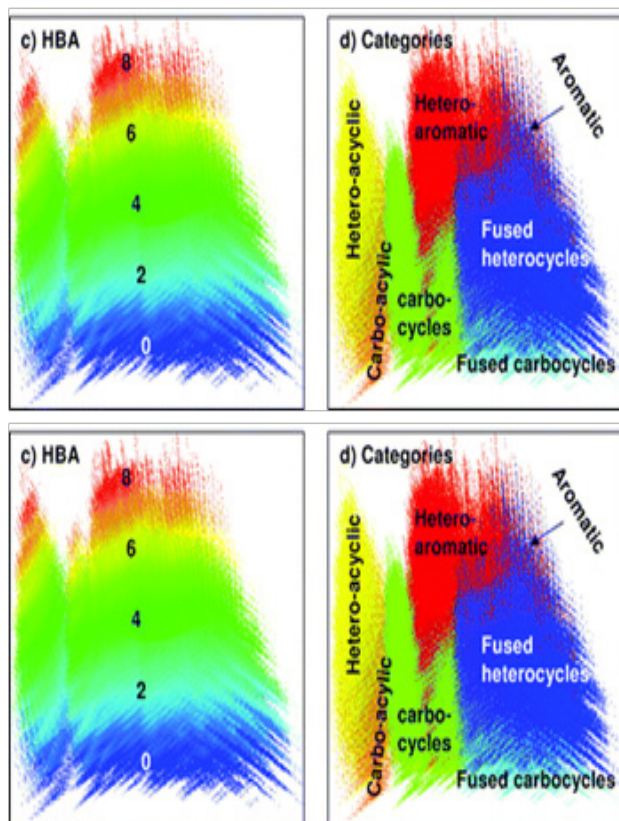 c) HBA
8
6
4
2
0
d) Categories
Hetero-acyclic
Carbo-acylic
Hetero-
aromatic
Aromatic
carbo-
cycles
Fused
heterocycles
Fused carbocycles
c) HBA
8
6
4
2
0
d) Categories
Hetero-acyclic
Carbo-acylic
Hetero-
aromatic
Aromatic
carbo-
cycles
Fused
heterocycles
Fused carbocycles